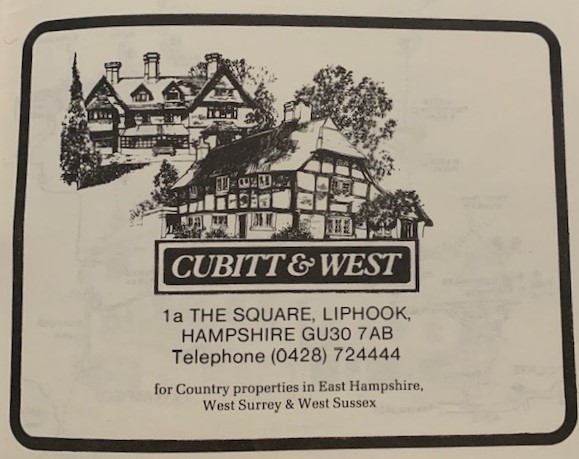 CUBITT & WEST
1a THE SQUARE, LIPHOOK,
HAMPSHIRE GU30 7AB
Telephone (0428) 724444
for Country properties in East Hampshire,
West Surrey & West Sussex